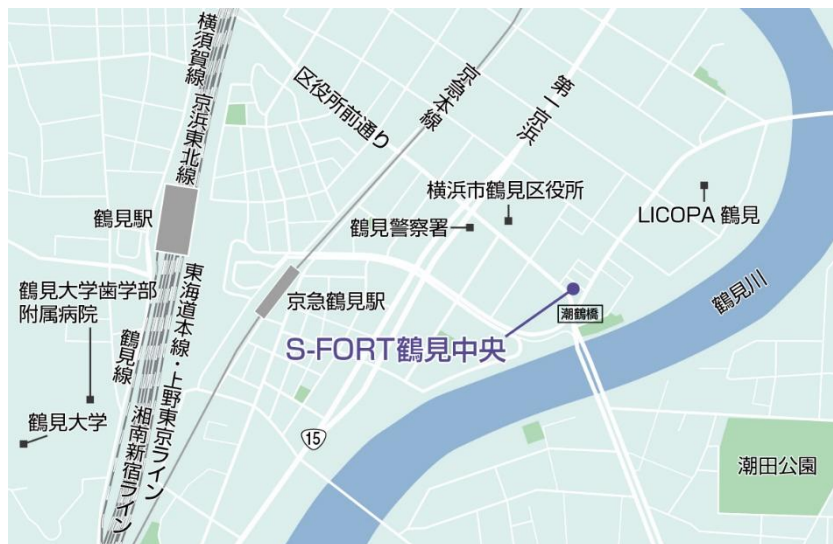 横須賀線
京浜東北線
区役所前通り
京急本線
第一京浜
鶴見駅
横浜市鶴見区役所
鶴見警察署
LICOPA 鶴見
鶴見川
鶴見大学歯学部
附属病院
鶴見線
東海道本線・上野東京ライン
湘南新宿ライン
京急鶴見駅
潮鶴橋
S-FORT鶴見中央
鶴見大学
15
潮田公園